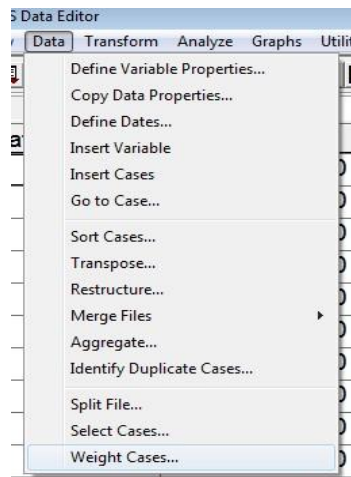 S Data Editor
Data Transform Analyze Graphs
Define Variable Properties...
Copy Data Properties...
Define Dates...
Insert Variable
Insert Cases
Go to Case...
Sort Cases...
Transpose...
Restructure...
Merge Files
Aggregate...
Identify Duplicate Cases...
Split File...
Select Cases...
Weight Cases...